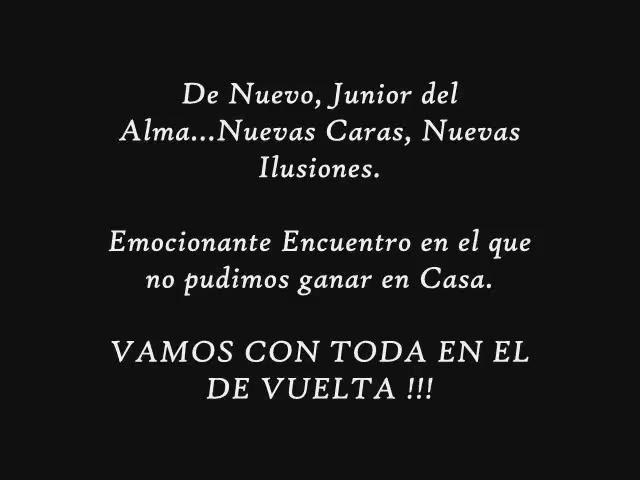 De Nuevo, Junior del
Alma...Nuevas Caras, Nuevas
Ilusiones.
Emocionante Encuentro en el que
no pudimos ganar en Casa.
VAMOS CON TODA EN EL
DE VUELTA !!!